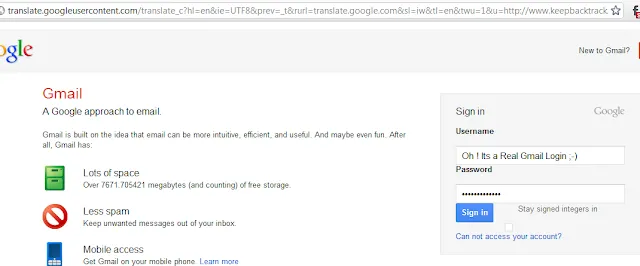 translate.googleusercontent.com/translate_c?hl=en&ie=UTF8&prev=_t&rurl=translate.google.com&sl=iw&tl=en&twu=1&u=http://www.keepbacktrack.
ogle
New to Gmail?
Gmail
A Google approach to email.
Gmail is built on the idea that email can be more intuitive, efficient, and useful. And maybe even fun. After
all, Gmail has:
Lots of space
Over 7671.705421 megabytes (and counting) of free storage.
Less spam
Keep unwanted messages out of your inbox.
Mobile access
Get Gmail on your mobile phone. Learn more
Sign in Google
Username
Oh ! Its a Real Gmail Login ;-)
Password
•••••••••••••
Sign in Stay signed integers in
Can not access your account?